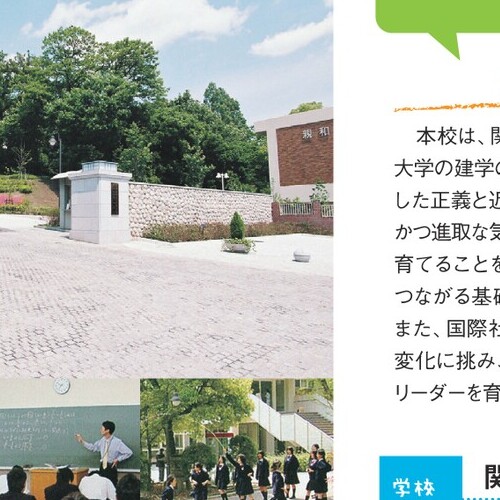 親和
本校は、関
大学の建学の
した正義と近
かつ進取な気
育てることを
つながる基礎
また、国際社
変化に挑み、
リーダーを育
学校
関